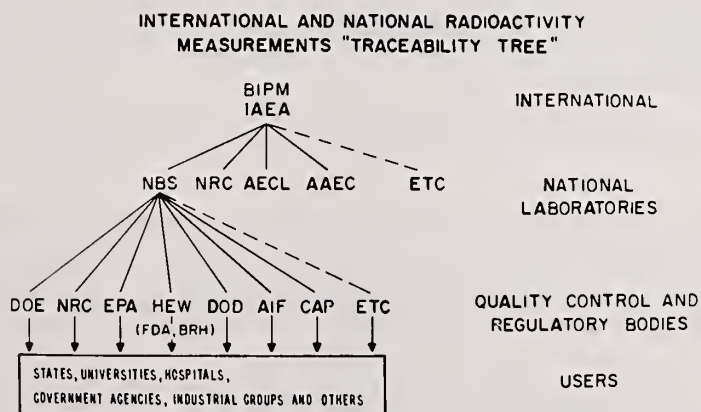 INTERNATIONAL AND NATIONAL RADIOACTIVITY
MEASUREMENTS "TRACEABILITY TREE"
BIPM
IAEA
INTERNATIONAL
NBS NRC AECL AAEC ETC
NATIONAL
LABORATORIES
DOE NRC EPA HEW DOD AIF CAP ETC
(FDA, BRH)
QUALITY CONTROL AND
REGULATORY BODIES
STATES, UNIVERSITIES, HOSPITALS,
GOVERNMENT AGENCIES, INDUSTRIAL GROUPS AND OTHERS
USERS